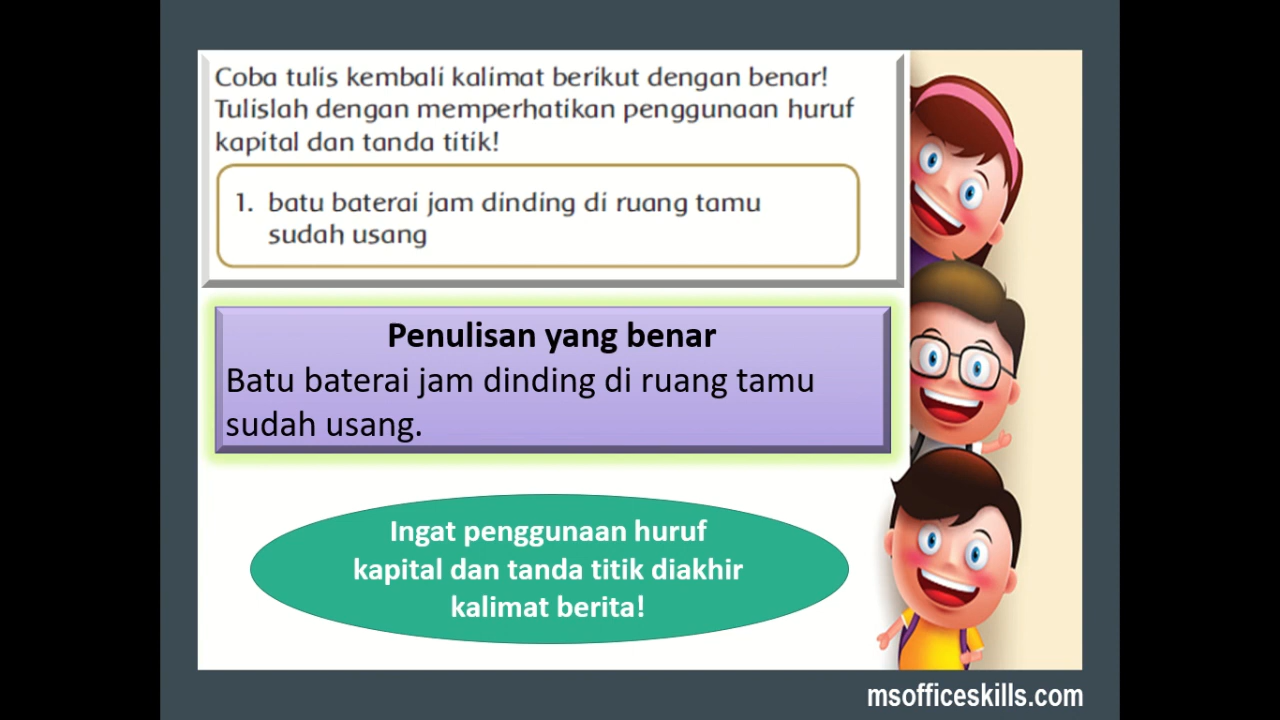 Coba tulis kembali kalimat berikut dengan benar!
Tulislah dengan memperhatikan penggunaan huruf
kapital dan tanda titik!
1. batu baterai jam dinding di ruang tamu
sudah usang
Penulisan yang benar
Batu baterai jam dinding di ruang tamu
sudah usang.
Ingat penggunaan huruf
kapital dan tanda titik diakhir
kalimat berita!
msofficeskills.com